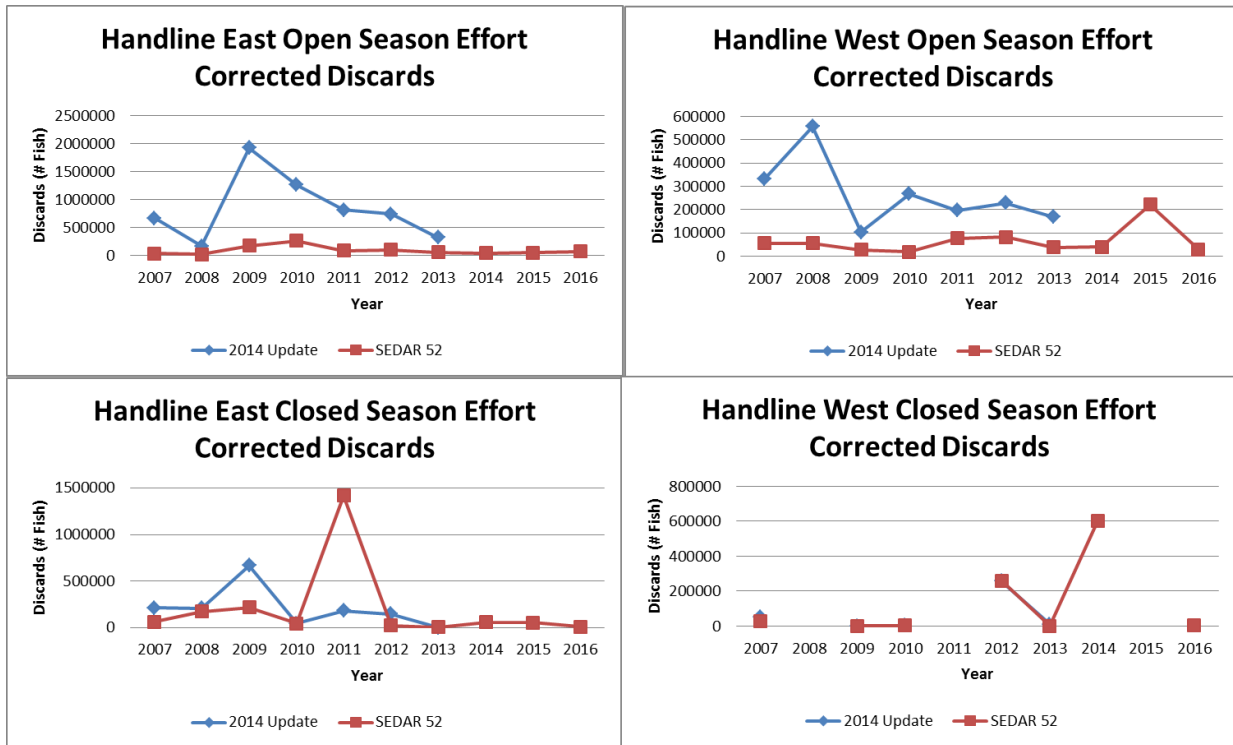 Handline East Open Season Effort
Corrected Discards
2500000
2000000
1500000
1000000
500000
0
Discards (# Fish)
2007 2008 2009 2010 2011 2012 2013 2014 2015 2016
Year
2014 Update SEDAR 52
Handline West Open Season Effort
Corrected Discards
600000
500000
400000
300000
200000
100000
0
Discards (# Fish)
2007 2008 2009 2010 2011 2012 2013 2014 2015 2016
Year
2014 Update SEDAR 52
Handline East Closed Season Effort
Corrected Discards
1500000
1000000
500000
0
Discards (# Fish)
2007 2008 2009 2010 2011 2012 2013 2014 2015 2016
Year
2014 Update SEDAR 52
Handline West Closed Season Effort
Corrected Discards
800000
600000
400000
200000
0
Discards (# Fish)
2007 2008 2009 2010 2011 2012 2013 2014 2015 2016
Year
2014 Update SEDAR 52